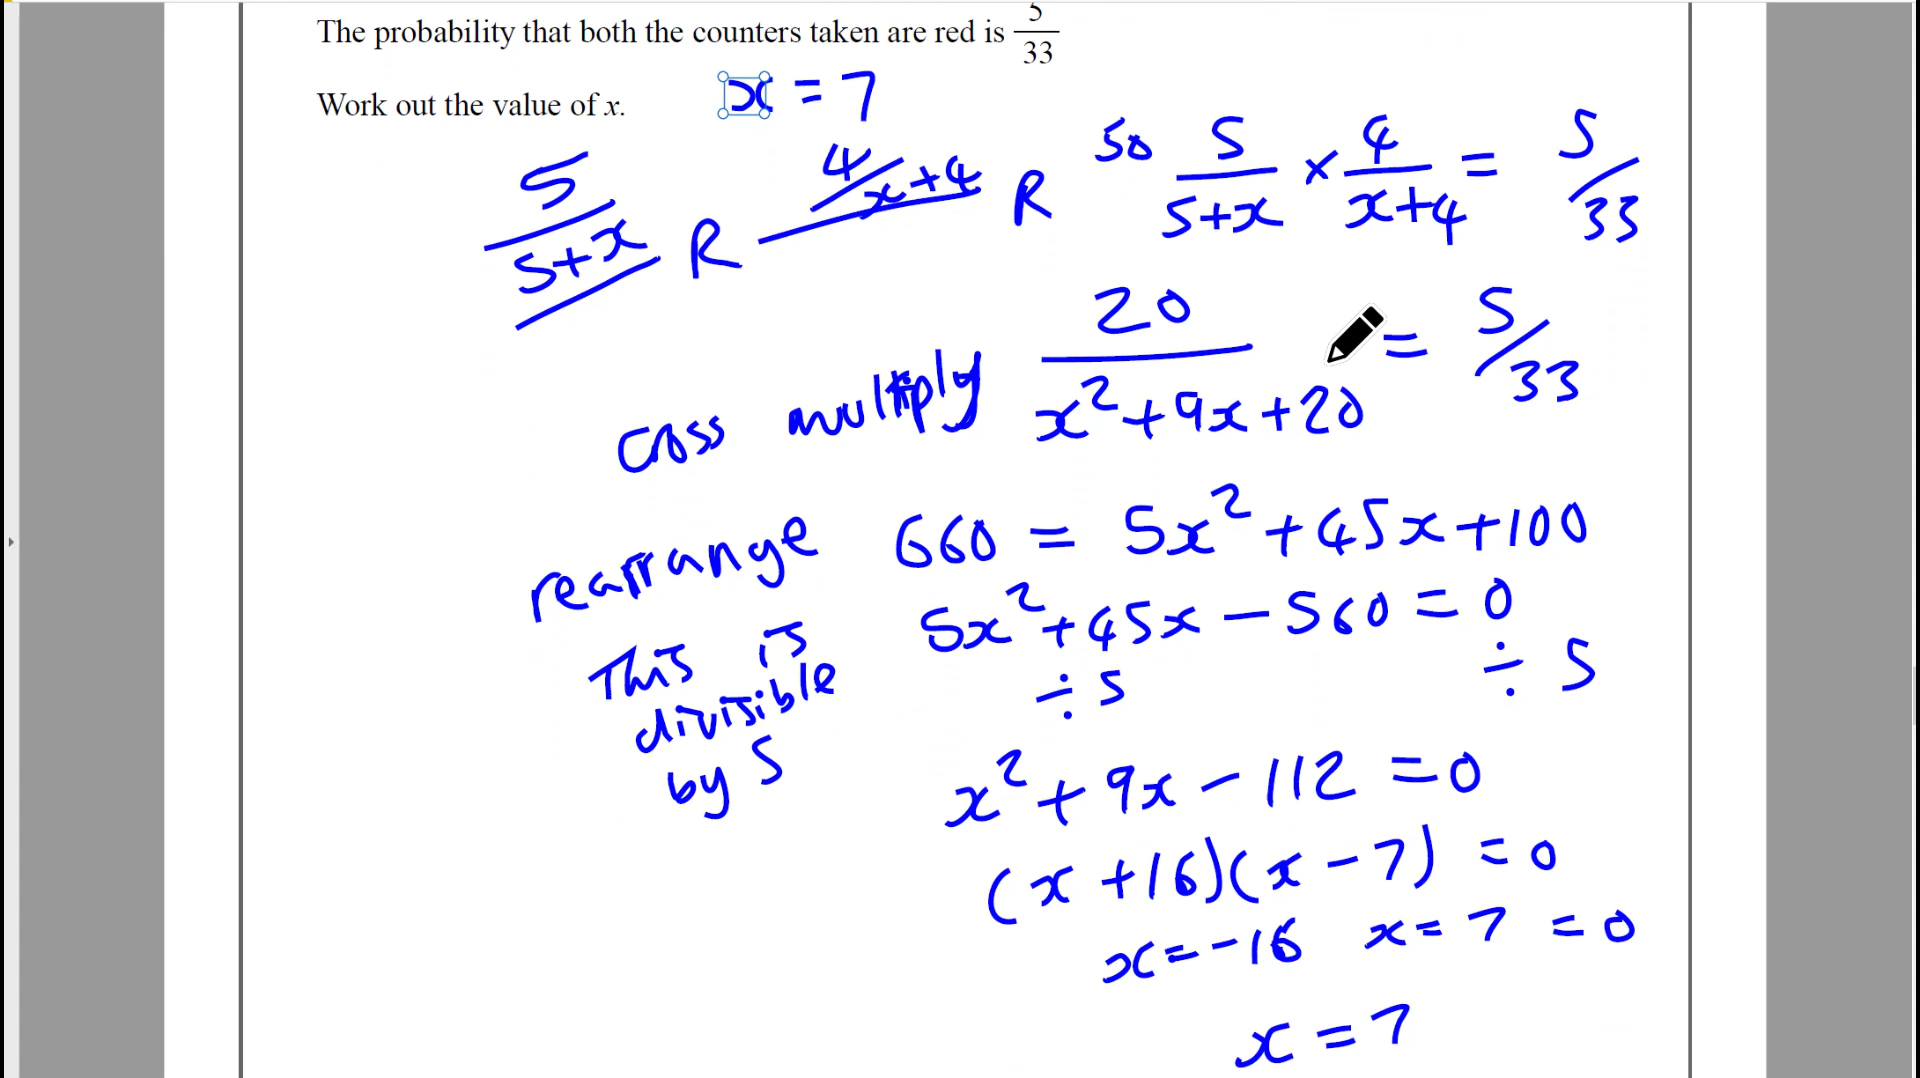 The probability that both the counters taken are red is 5/33
Work out the value of x.
x = 7
5/5+x R 4/x+4 R
so 5/5+x × 4/x+4 = 5/33
cross multiply 20/x²+9x+20 = 5/33
rearrange 660 = 5x²+45x+100
5x²+45x-560=0
This is divisible by 5
÷5 ÷5
x²+9x-112=0
(x+16)(x-7)=0
x=-16 x=7 =0
x=7